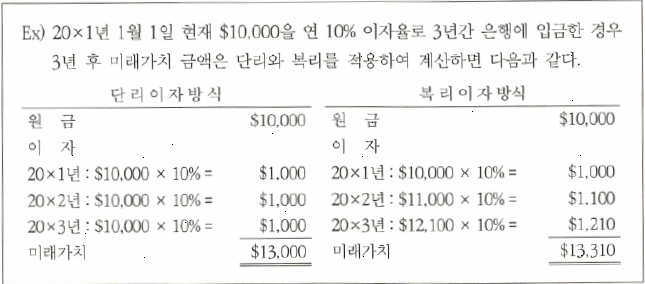 Ex) 20×1년 1월 1일 현재 $10,000을 연 10% 이자율로 3년간 은행에 입금한 경우
3년 후 미래가치 금액은 단리와 복리를 적용하여 계산하면 다음과 같다.
단리이자방식 복리이자방식
원 금 $10,000 원 금 $10,000
이 자 이 자
20×1년 : $10,000 × 10% = $1,000 20×1년 : $10,000 × 10% = $1,000
20×2년 : $10,000 × 10% = $1,000 20×2년 : $11,000 × 10% = $1,100
20×3년 : $10,000 × 10% = $1,000 20×3년 : $12,100 × 10% = $1,210
미래가치 $13,000 미래가치 $13,310